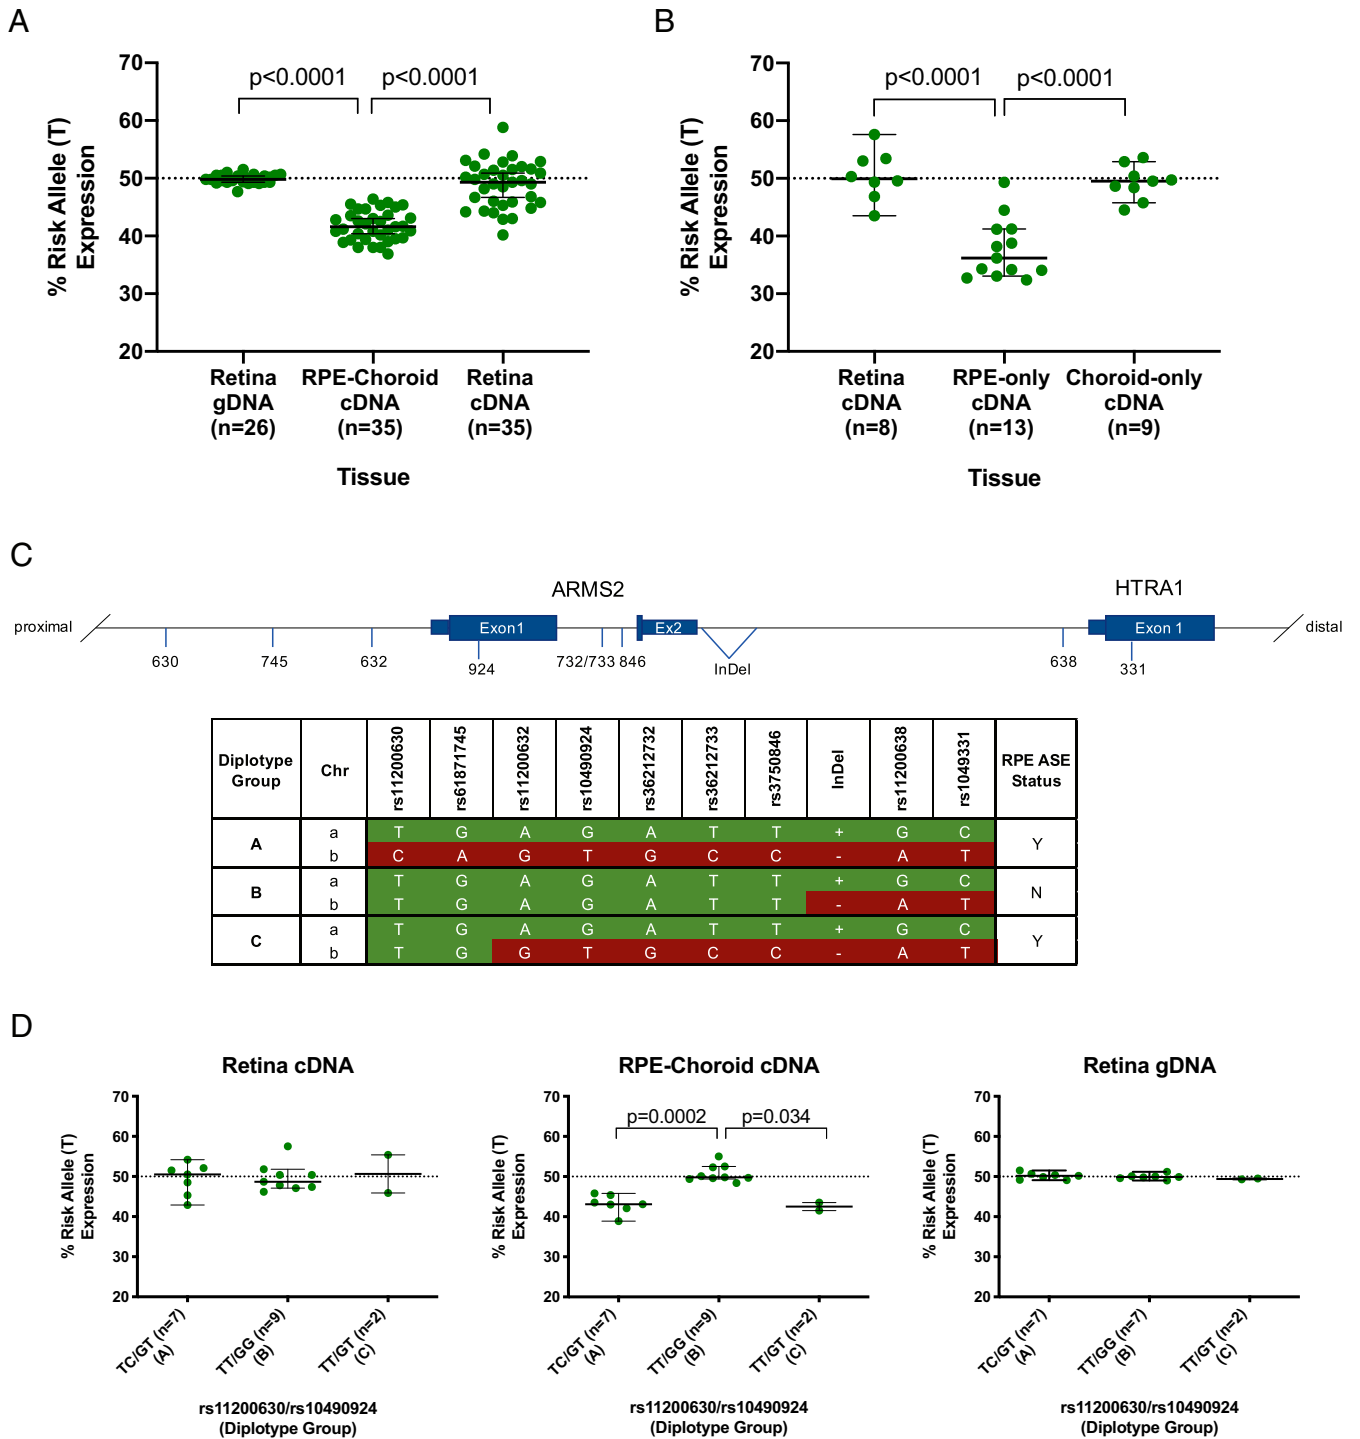 A
B
70
60
50
40
30
20
% Risk Allele (T)
Expression
p<0.0001
p<0.0001
Retina
gDNA
(n=26)
RPE-Choroid
cDNA
(n=35)
Retina
cDNA
(n=35)
Tissue
70
60
50
40
30
20
% Risk Allele (T)
Expression
p<0.0001
p<0.0001
Retina
cDNA
(n=8)
RPE-only
cDNA
(n=13)
Choroid-only
cDNA
(n=9)
Tissue
C
ARMS2
HTRA1
proximal
Exon1
Ex2
Exon 1
distal
630
745
632
924
732/733
846
InDel
638
331
Diplotype
Group
Chr
rs11200630
rs61871745
rs11200632
rs10490924
rs36212732
rs36212733
rs3750846
InDel
rs11200638
rs1049331
RPE ASE
Status
A
a T G A G A T T + G C
b C A G T G C C - A T
Y
B
a T G A G A T T + G C
b T G A G A T T - A T
N
C
a T G A G A T T + G C
b T G G T G C C - A T
Y
D
Retina cDNA
70
60
50
40
30
20
% Risk Allele (T)
Expression
TC/GT (n=7)
(A)
TT/GG (n=9)
(B)
TT/GT (n=2)
(C)
rs11200630/rs10490924
(Diplotype Group)
RPE-Choroid cDNA
70
60
50
40
30
20
% Risk Allele (T)
Expression
p=0.0002
p=0.034
TC/GT (n=7)
(A)
TT/GG (n=9)
(B)
TT/GT (n=2)
(C)
rs11200630/rs10490924
(Diplotype Group)
Retina gDNA
70
60
50
40
30
20
% Risk Allele (T)
Expression
TC/GT (n=7)
(A)
TT/GG (n=7)
(B)
TT/GT (n=2)
(C)
rs11200630/rs10490924
(Diplotype Group)